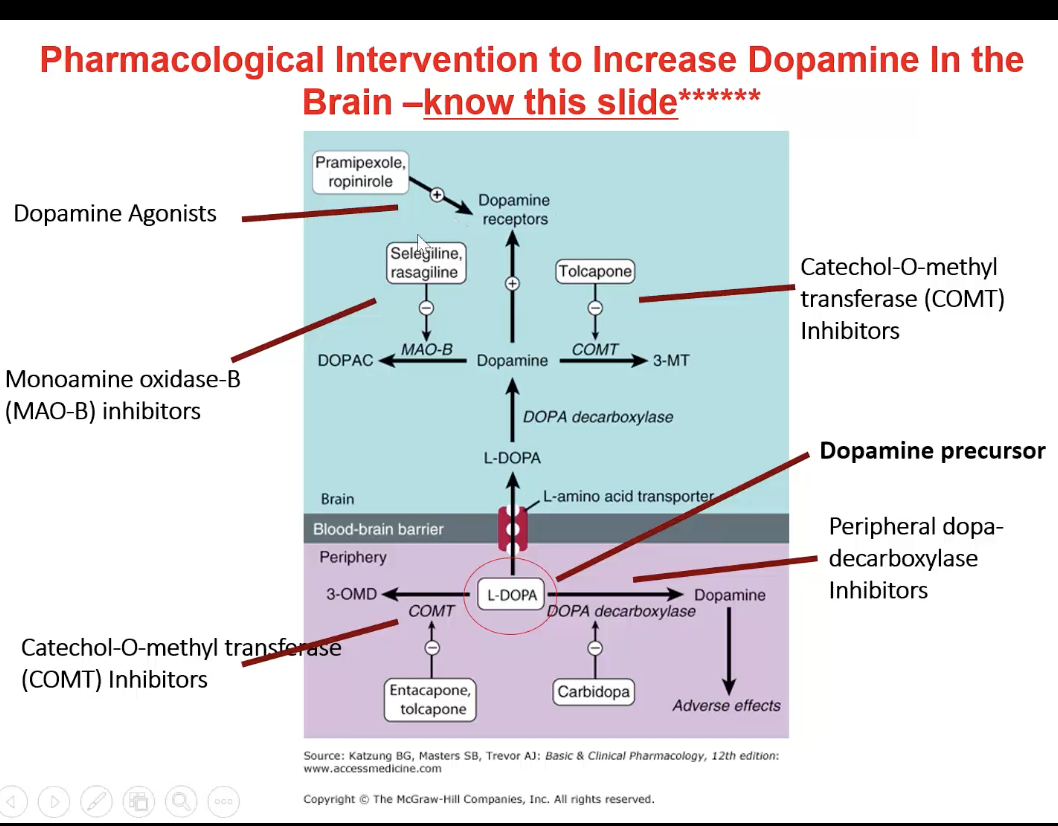 Pharmacological Intervention to Increase Dopamine In the
Brain –know this slide******
Pramipexole,
ropinirole
+
Dopamine
receptors
Dopamine Agonists
Selegiline,
rasagiline
Tolcapone
Catechol-O-methyl
transferase (COMT)
Inhibitors
+
–
–
MAO-B
COMT
DOPAC
Dopamine
3-MT
Monoamine oxidase-B
(MAO-B) inhibitors
DOPA decarboxylase
L-DOPA
Dopamine precursor
Brain
L-amino acid transporter
Blood-brain barrier
Peripheral dopa-
decarboxylase
Inhibitors
Periphery
3-OMD
L-DOPA
Dopamine
COMT
DOPA decarboxylase
Catechol-O-methyl transferase
(COMT) Inhibitors
–
–
Entacapone,
tolcapone
Carbidopa
Adverse effects
Source: Katzung BG, Masters SB, Trevor AJ: Basic & Clinical Pharmacology, 12th edition:
www.accessmedicine.com
Copyright © The McGraw-Hill Companies, Inc. All rights reserved.